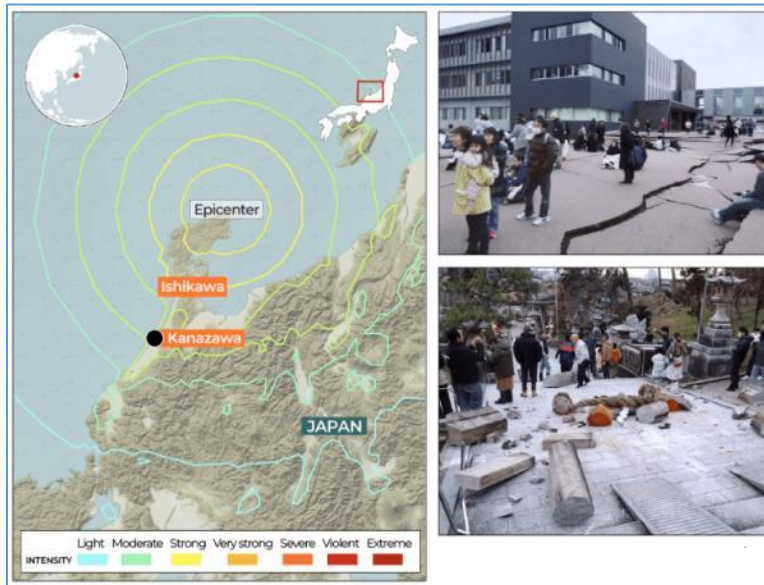 Epicenter
Ishikawa
Kanazawa
JAPAN
Light Moderate Strong Very strong Severe Violent Extreme
INTENSITY